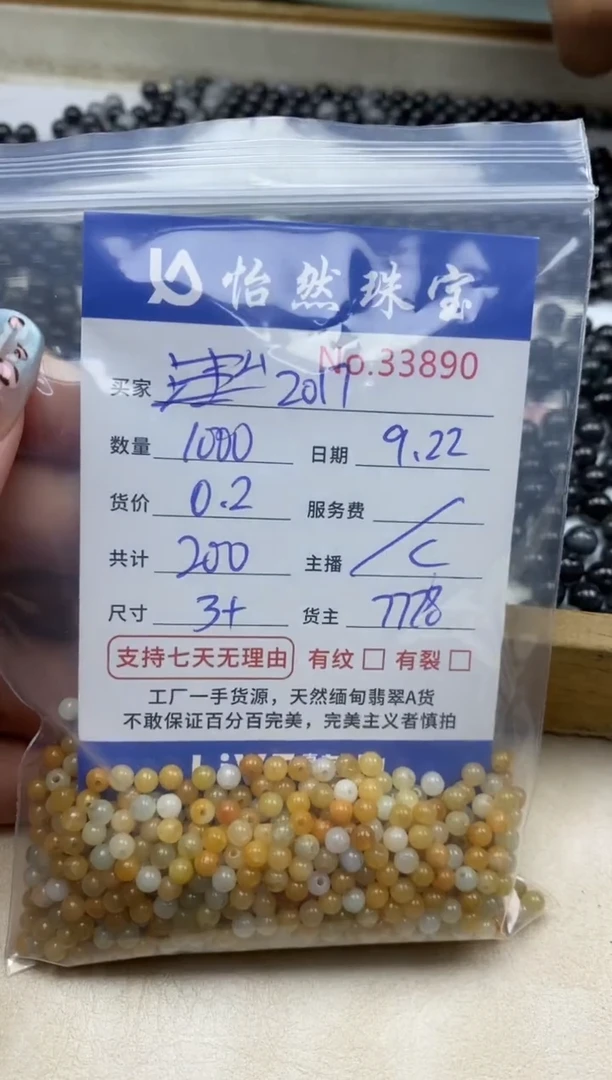 怡然珠宝
No.33890
买家 2017
数量 1000 日期 9.22
货价 0.2 服务费 /
共计 200 主播 C
尺寸 3+ 货主 7778
支持七天无理由 有纹 □ 有裂 □
工厂一手货源，天然缅甸翡翠A货
不敢保证百分百完美，完美主义者慎拍